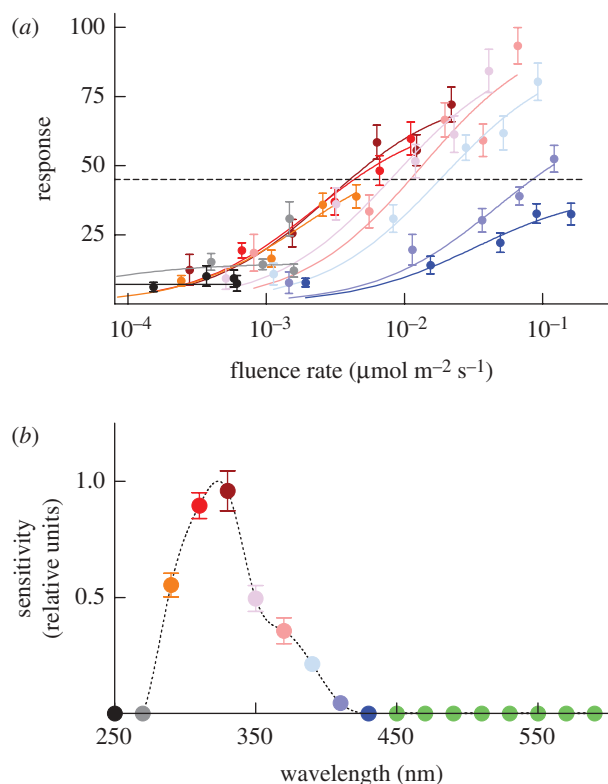 (a)
100
75
50
25
response
10⁻⁴ 10⁻³ 10⁻² 10⁻¹
fluence rate (µmol m⁻² s⁻¹)
(b)
1.0
0.5
0
sensitivity
(relative units)
250 350 450 550
wavelength (nm)